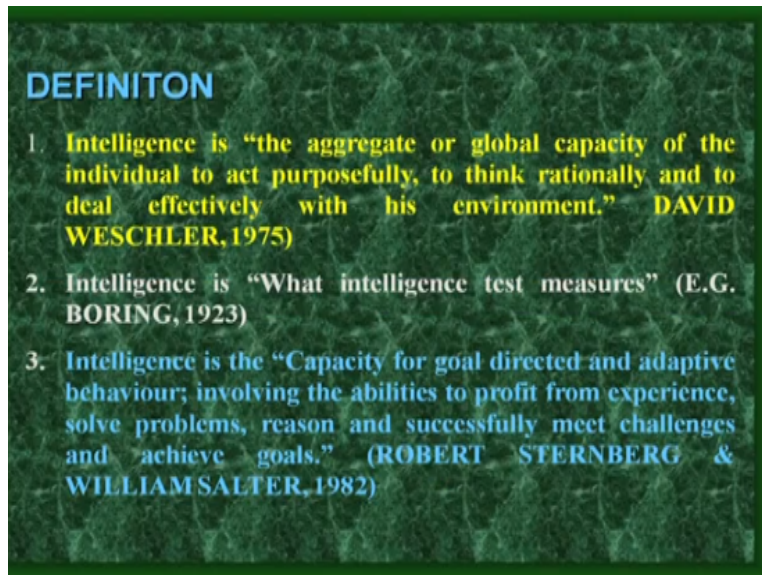 DEFINITON
1. Intelligence is “the aggregate or global capacity of the
individual to act purposefully, to think rationally and to
deal effectively with his environment.” DAVID
WESCHLER, 1975)
2. Intelligence is “What intelligence test measures” (E.G.
BORING, 1923)
3. Intelligence is the “Capacity for goal directed and adaptive
behaviour; involving the abilities to profit from experience,
solve problems, reason and successfully meet challenges
and achieve goals.” (ROBERT STERNBERG &
WILLIAM SALTER, 1982)